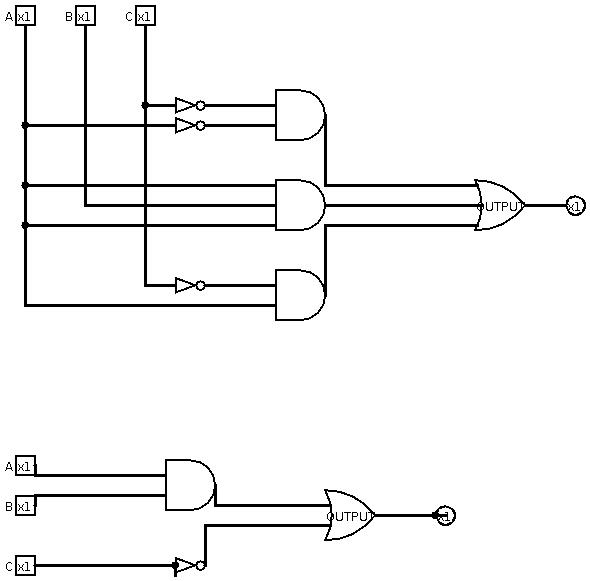 A x1 B x1 C x1
OUTPUT x1
A x1
B x1
OUTPUT x1
C x1